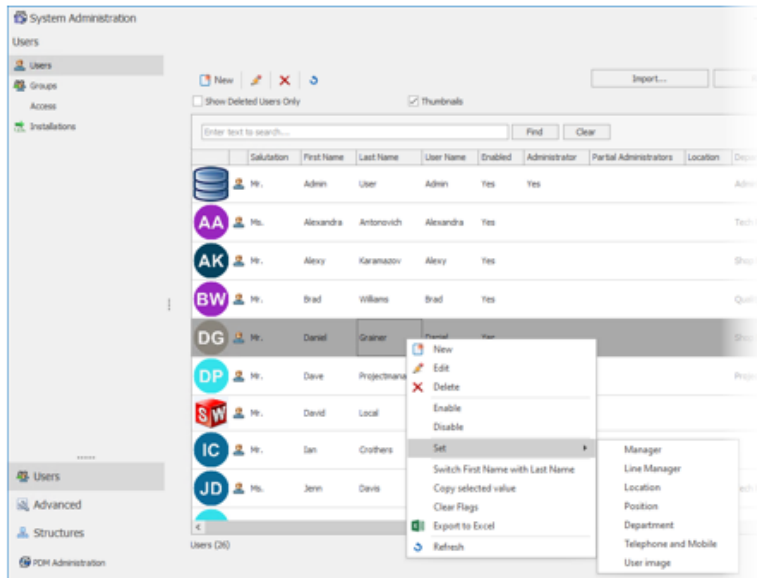 System Administration
Users
Users
Groups
Access
Installations
New
Import...
Show Deleted Users Only
Thumbnails
Enter text to search...
Find
Clear
Salutation First Name Last Name User Name Enabled Administrator Partial Administrators Location
Mr. Admin User Admin Yes Yes
AA Ms. Alexandra Antonovich Alexandra Yes
AK Mr. Alexy Karamazov Alexy Yes
BW Mr. Brad Williams Brad Yes
DG Mr. Daniel Grainer Daniel Yes
DP Mr. Dave Projectmana
SW Mr. David Local
IC Mr. Ian Crothers
JD Ms. Jenn Davis
New
Edit
Delete
Enable
Disable
Set
Switch First Name with Last Name
Copy selected value
Clear Flags
Export to Excel
Refresh
Manager
Line Manager
Location
Position
Department
Telephone and Mobile
User image
Users (26)
Users
Advanced
Structures
PDM Administration